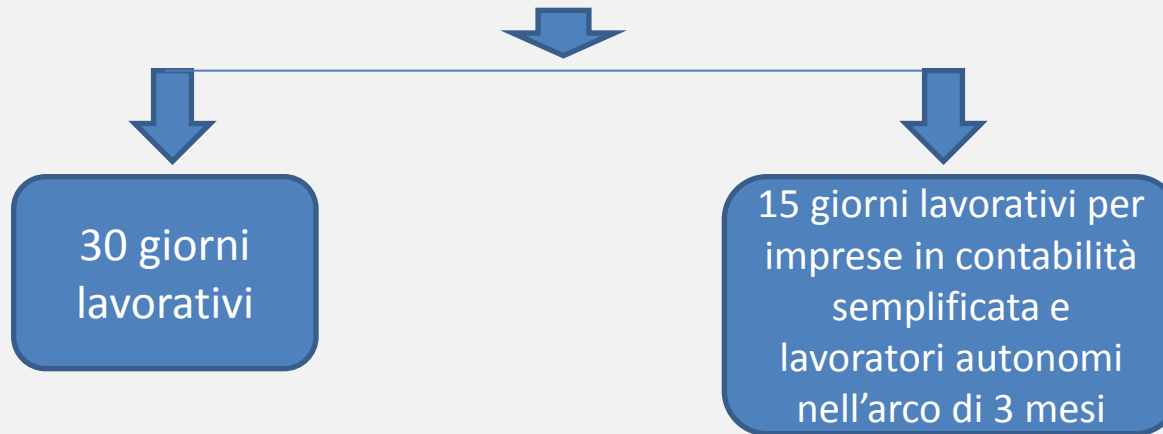 30 giorni
lavorativi
15 giorni lavorativi per
imprese in contabilità
semplificata e
lavoratori autonomi
nell’arco di 3 mesi